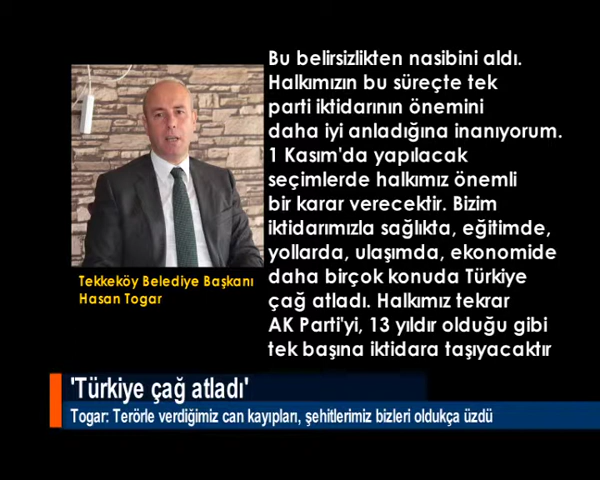 Bu belirsizlikten nasibini aldı.
Halkımızın bu süreçte tek
parti iktidarının önemini
daha iyi anladığına inanıyorum.
1 Kasım'da yapılacak
seçimlerde halkımız önemli
bir karar verecektir. Bizim
iktidarımızla sağlıkta, eğitimde,
yollarda, ulaşımda, ekonomide
daha birçok konuda Türkiye
çağ atladı. Halkımız tekrar
AK Parti'yi, 13 yıldır olduğu gibi
tek başına iktidara taşıyacaktır
Tekkeköy Belediye Başkanı
Hasan Togar
'Türkiye çağ atladı'
Togar: Terörle verdiğimiz can kayıpları, şehitlerimiz bizleri oldukça üzdü